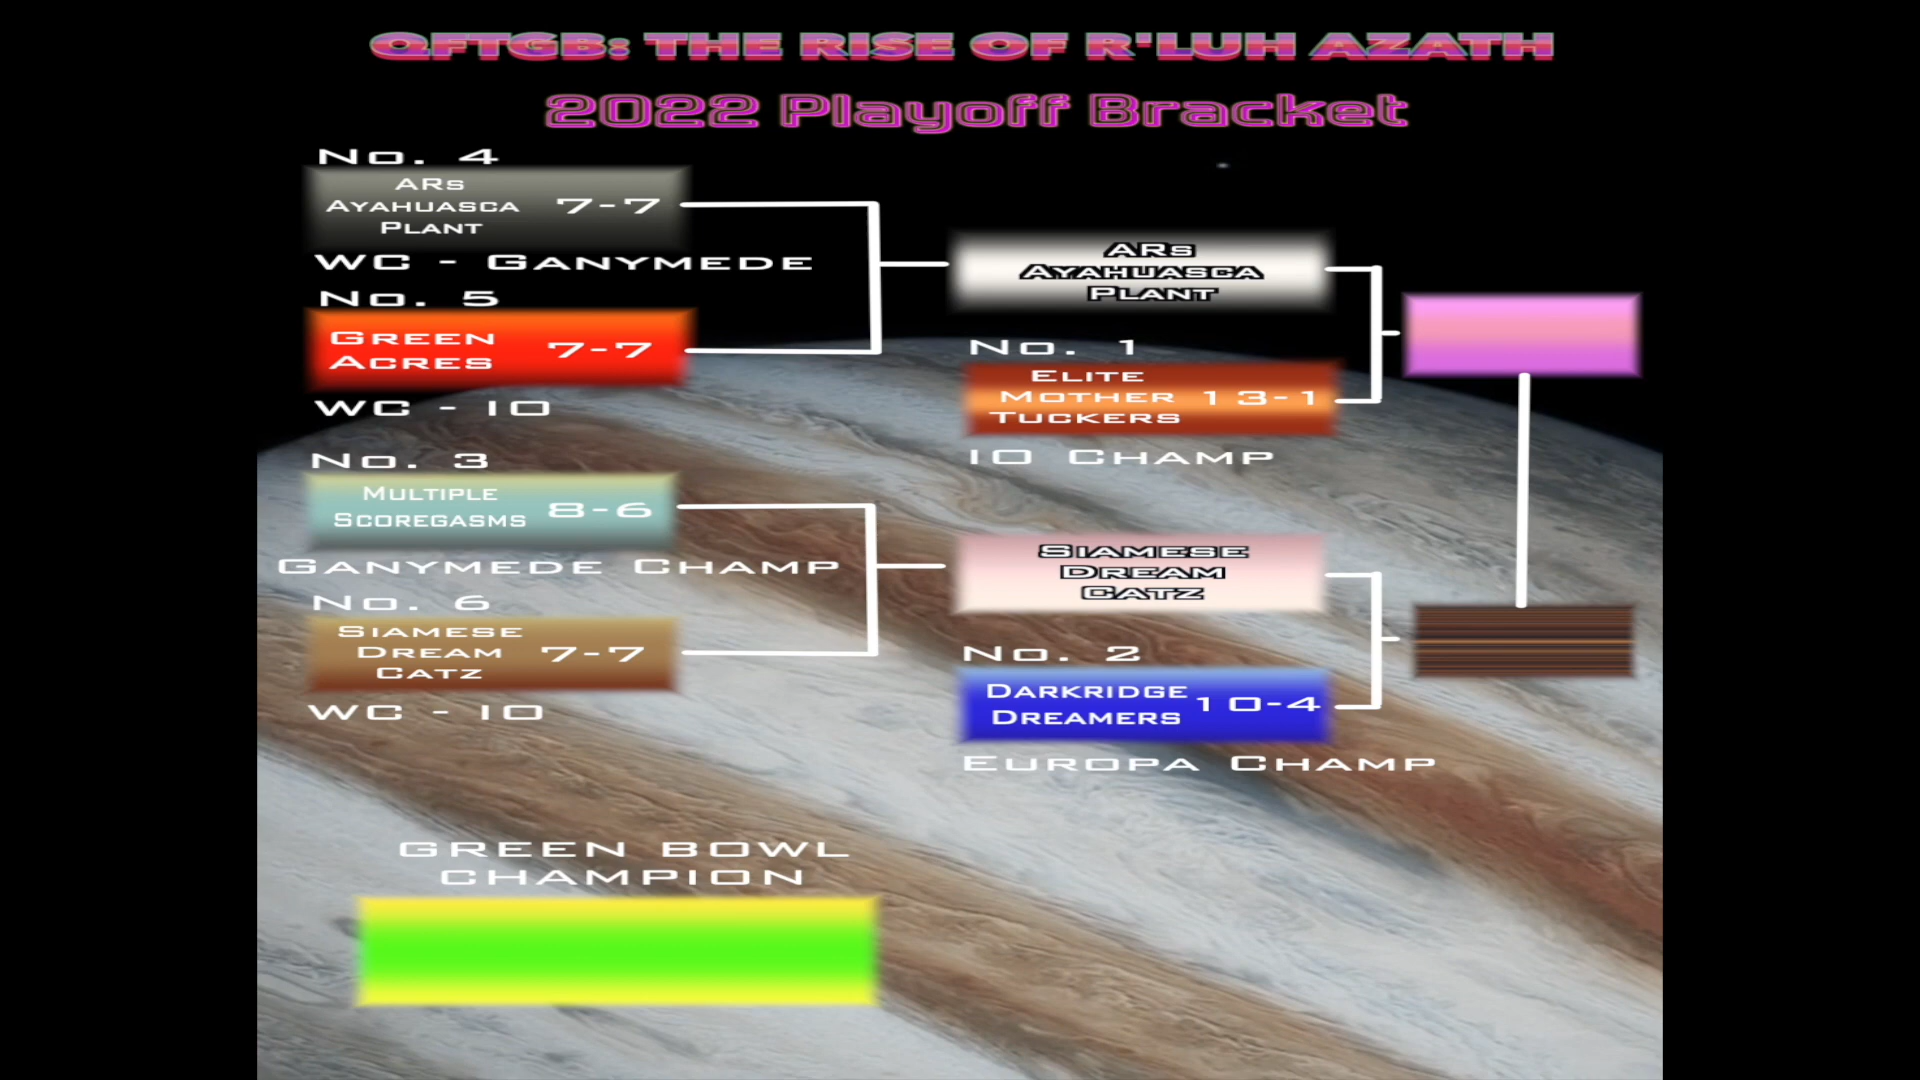 QFTGB: THE RISE OF R'LUH AZATH
2022 Playoff Bracket
No. 4
ARs
Ayahuasca
Plant
7-7
WC - Ganymede
No. 5
Green
Acres
7-7
WC - IO
No. 3
Multiple
Scoregasms
8-6
Ganymede Champ
No. 6
Siamese
Dream
Catz
7-7
WC - IO
ARs
Ayahuasca
Plant
No. 1
Elite
Mother
Tuckers
13-1
IO Champ
Siamese
Dream
Catz
No. 2
Darkridge
Dreamers
10-4
Europa Champ
GREEN BOWL
CHAMPION